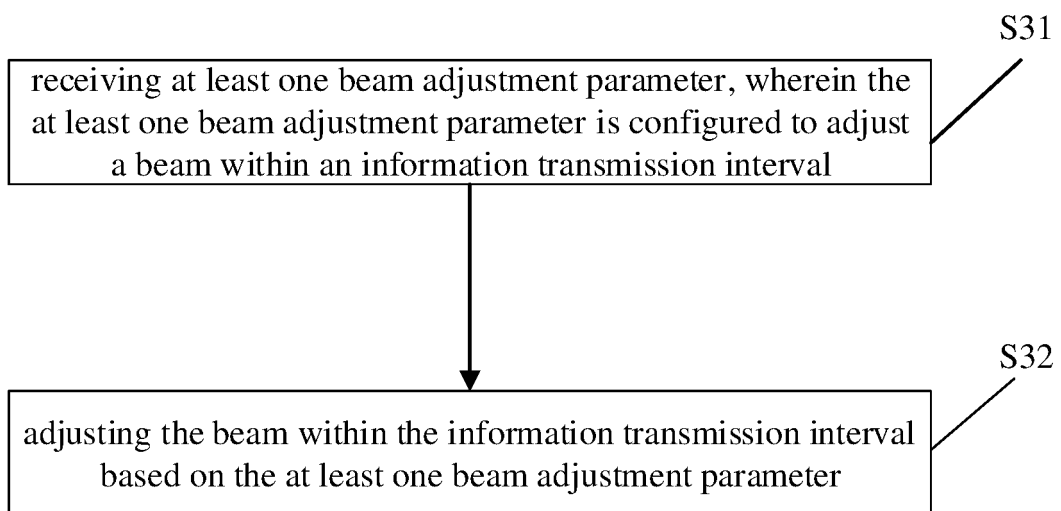 S31
receiving at least one beam adjustment parameter, wherein the
at least one beam adjustment parameter is configured to adjust
a beam within an information transmission interval
S32
adjusting the beam within the information transmission interval
based on the at least one beam adjustment parameter